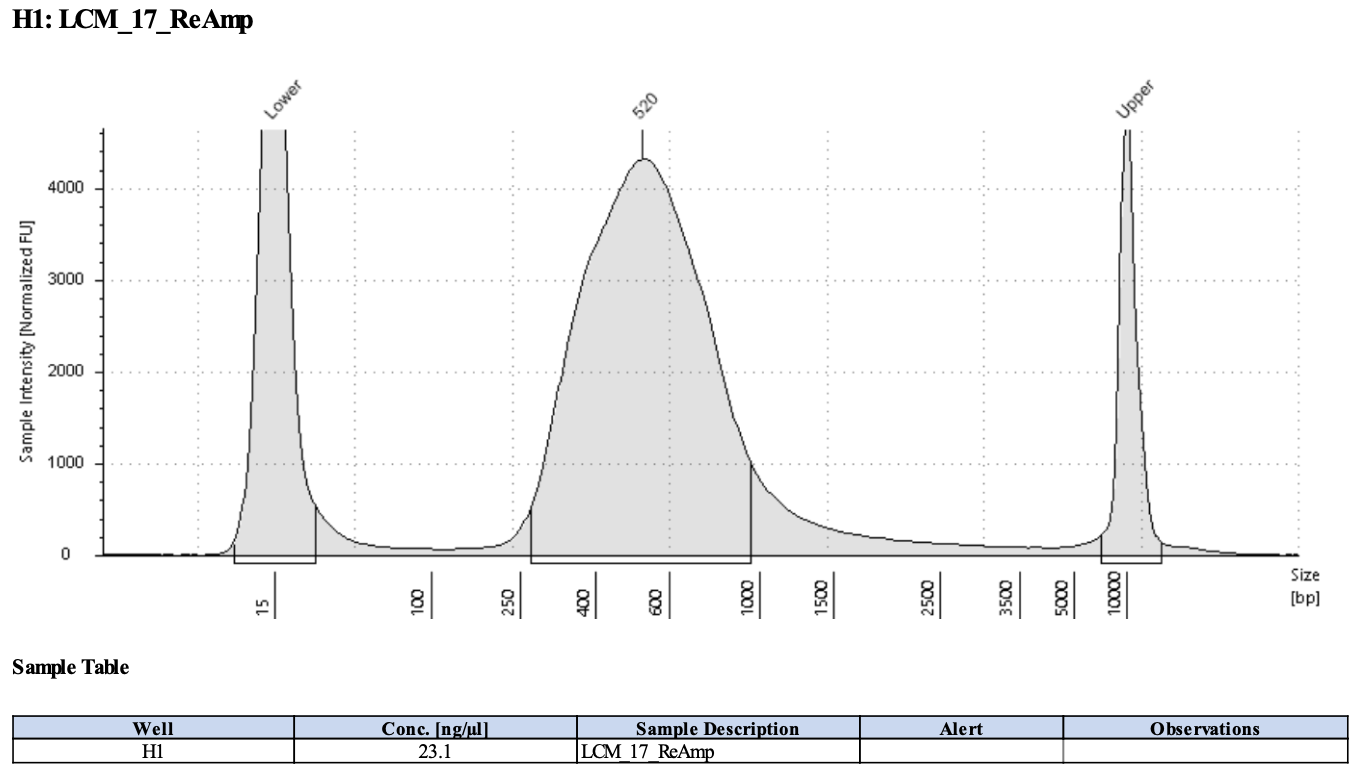 H1: LCM_17_ReAmp
Lower
520
Upper
Sample Intensity [Normalized FU]
4000
3000
2000
1000
0
15
100
250
400
600
1000
1500
2500
3500
5000
10000
Size
[bp]
Sample Table
Well Conc. [ng/µl] Sample Description Alert Observations
H1 23.1 LCM_17_ReAmp